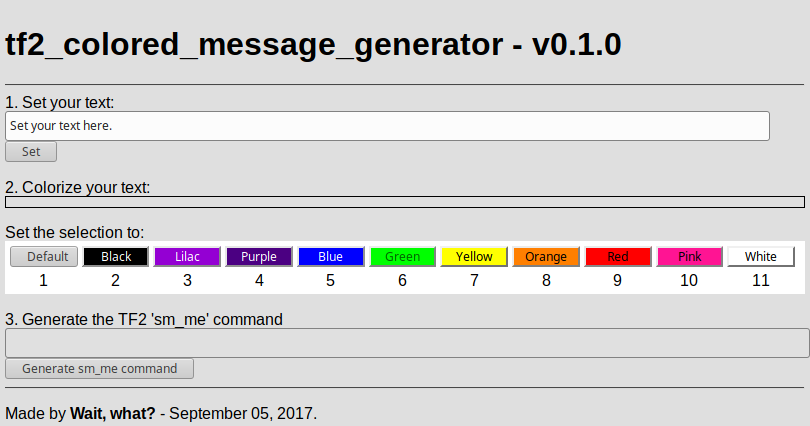 tf2_colored_message_generator - v0.1.0
1. Set your text:
Set your text here.
Set
2. Colorize your text:
Set the selection to:
Default Black Lilac Purple Blue Green Yellow Orange Red Pink White
1 2 3 4 5 6 7 8 9 10 11
3. Generate the TF2 'sm_me' command
Generate sm_me command
Made by Wait, what? - September 05, 2017.